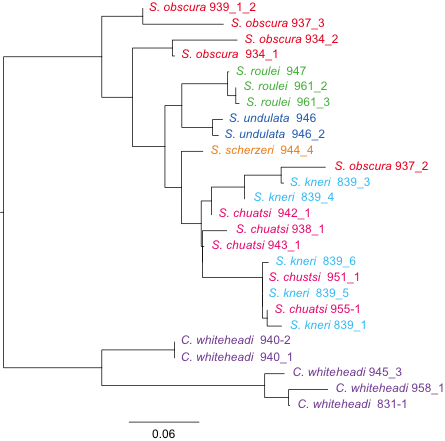 S. obscura 939_1_2
S. obscura 937_3
S. obscura 934_2
S. obscura 934_1
S. roulei 947
S. roulei 961_2
S. roulei 961_3
S. undulata 946
S. undulata 946_2
S. scherzeri 944_4
S. obscura 937_2
S. kneri 839_3
S. kneri 839_4
S. chuatsi 942_1
S. chuatsi 938_1
S. chuatsi 943_1
S. kneri 839_6
S. chustsi 951_1
S. kneri 839_5
S. chuatsi 955-1
S. kneri 839_1
C. whiteheadi 940-2
C. whiteheadi 940_1
C. whiteheadi 945_3
C. whiteheadi 958_1
C. whiteheadi 831-1
0.06